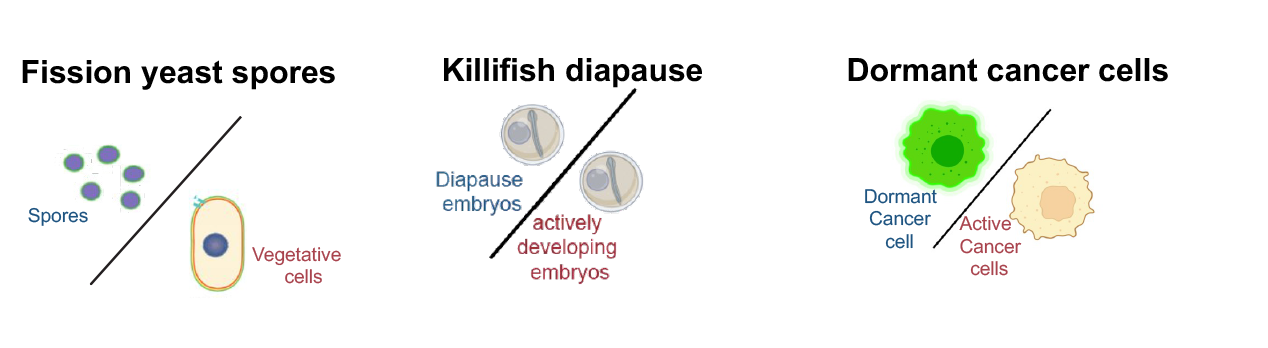 Fission yeast spores
Spores
Vegetative
cells
Killifish diapause
Diapause
embryos
actively
developing
embryos
Dormant cancer cells
Dormant
Cancer
cell
Active
Cancer
cells